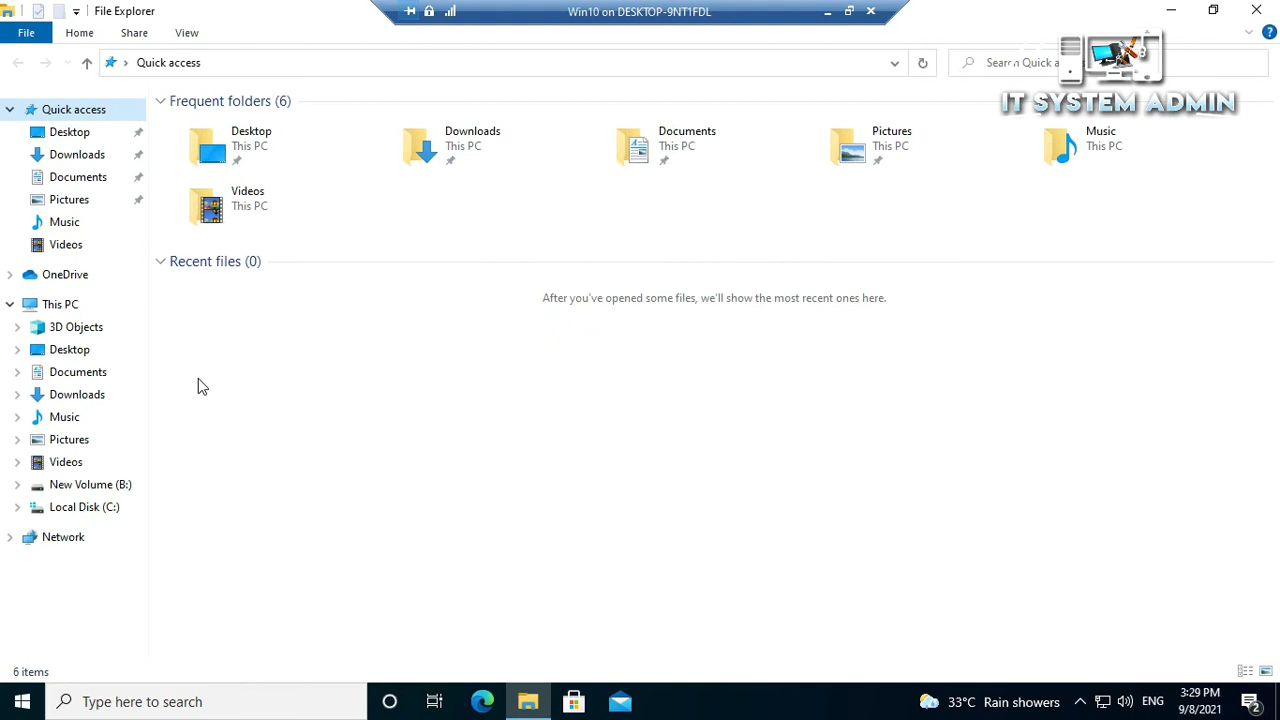 File Explorer
Win10 on DESKTOP-9NT1FDL
File Home Share View
Quick access
Search Quick a
IT SYSTEM ADMIN
Quick access
Desktop
Downloads
Documents
Pictures
Music
Videos
OneDrive
This PC
3D Objects
Desktop
Documents
Downloads
Music
Pictures
Videos
New Volume (B:)
Local Disk (C:)
Network
Frequent folders (6)
Desktop
This PC
Downloads
This PC
Documents
This PC
Pictures
This PC
Music
This PC
Videos
This PC
Recent files (0)
After you've opened some files, we'll show the most recent ones here.
6 items
Type here to search
33°C Rain showers
ENG
3:29 PM
9/8/2021
2